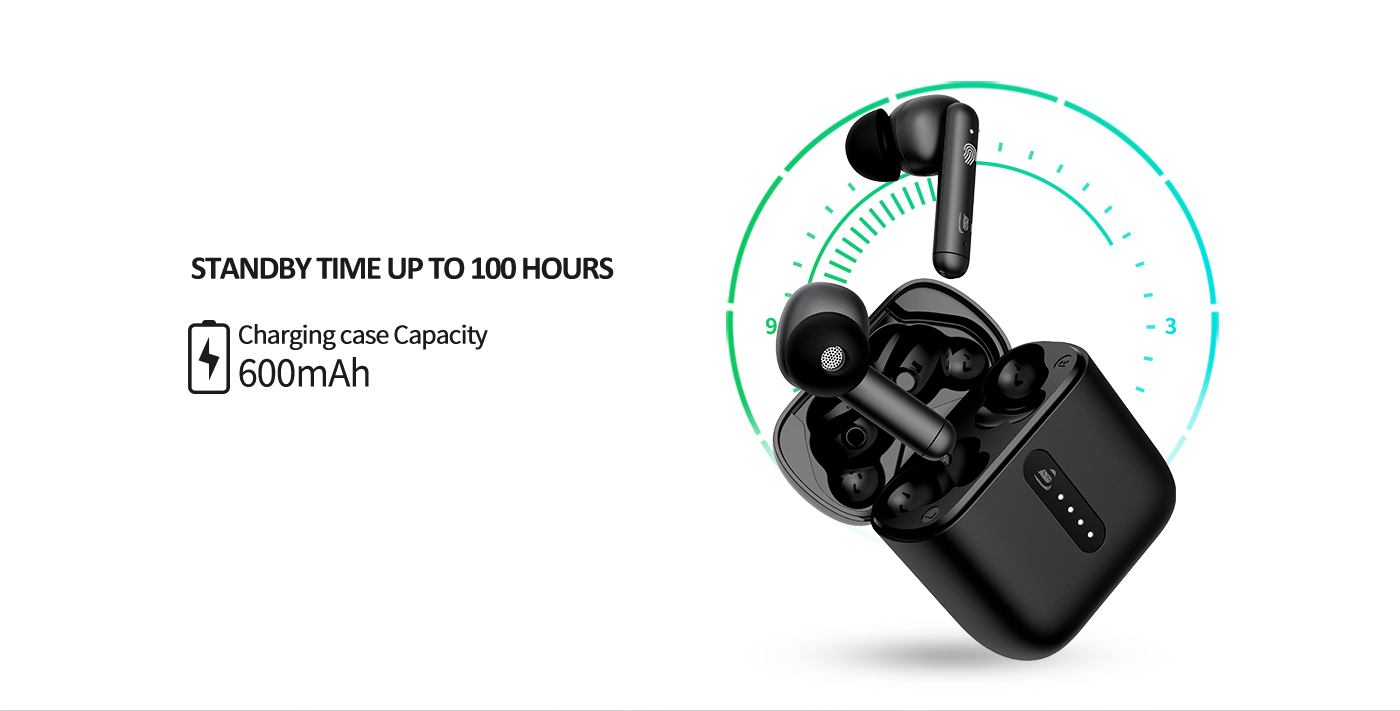 STANDBY TIME UP TO 100 HOURS
Charging case Capacity
600mAh
9
3
R
L